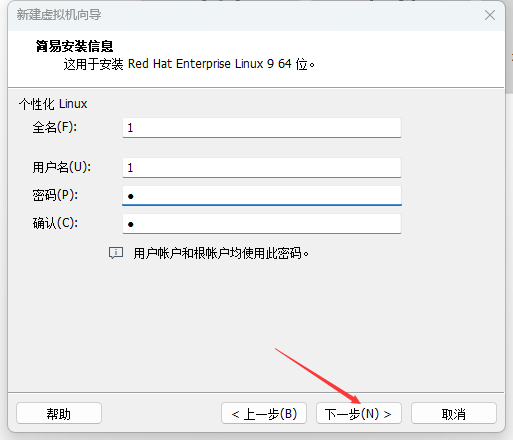 新建虚拟机向导
简易安装信息
这用于安装 Red Hat Enterprise Linux 9 64 位。
个性化 Linux
全名(F): 1
用户名(U): 1
密码(P): ●
确认(C): ●
用户帐户和根帐户均使用此密码。
帮助 < 上一步(B) 下一步(N) > 取消